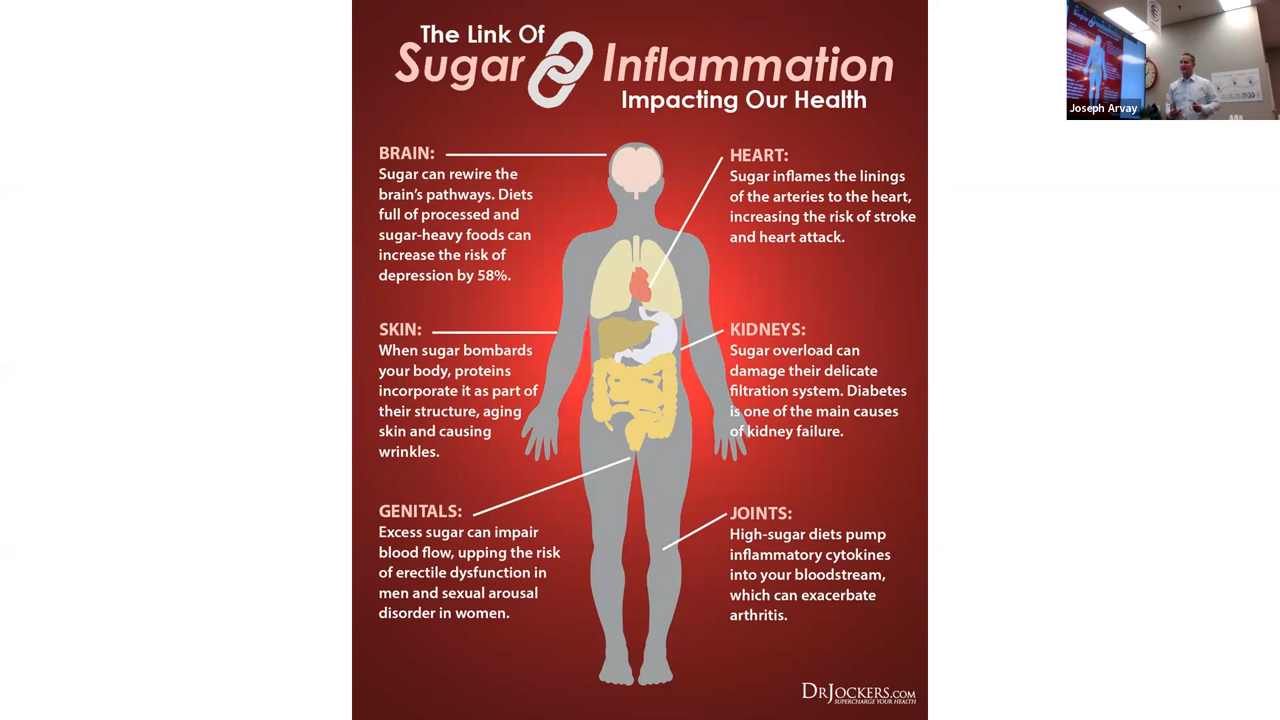 The Link Of
Sugar Inflammation
Impacting Our Health
BRAIN:
Sugar can rewire the
brain's pathways. Diets
full of processed and
sugar-heavy foods can
increase the risk of
depression by 58%.
HEART:
Sugar inflames the linings
of the arteries to the heart,
increasing the risk of stroke
and heart attack.
SKIN:
When sugar bombards
your body, proteins
incorporate it as part of
their structure, aging
skin and causing
wrinkles.
KIDNEYS:
Sugar overload can
damage their delicate
filtration system. Diabetes
is one of the main causes
of kidney failure.
GENITALS:
Excess sugar can impair
blood flow, upping the risk
of erectile dysfunction in
men and sexual arousal
disorder in women.
JOINTS:
High-sugar diets pump
inflammatory cytokines
into your bloodstream,
which can exacerbate
arthritis.
DRJOCKERS.COM
SUPERCHARGE YOUR HEALTH
Joseph Arvay